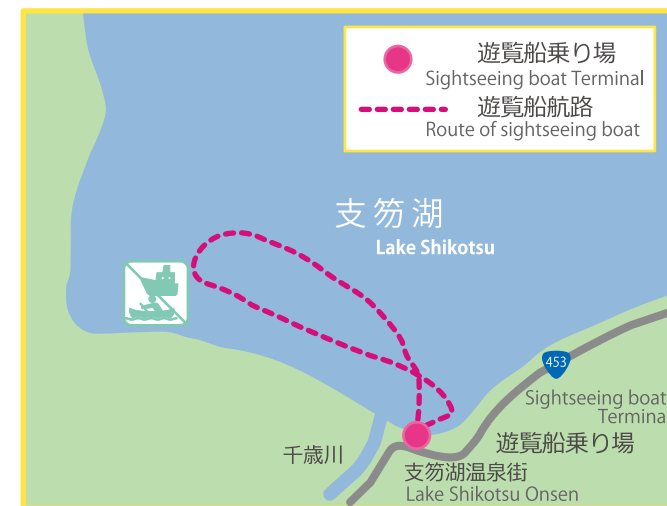 遊覧船乗り場
Sightseeing boat Terminal
遊覧船航路
Route of sightseeing boat
支笏湖
Lake Shikotsu
453
Sightseeing boat
Termina
遊覧船乗り場
千歳川
支笏湖温泉街
Lake Shikotsu Onsen